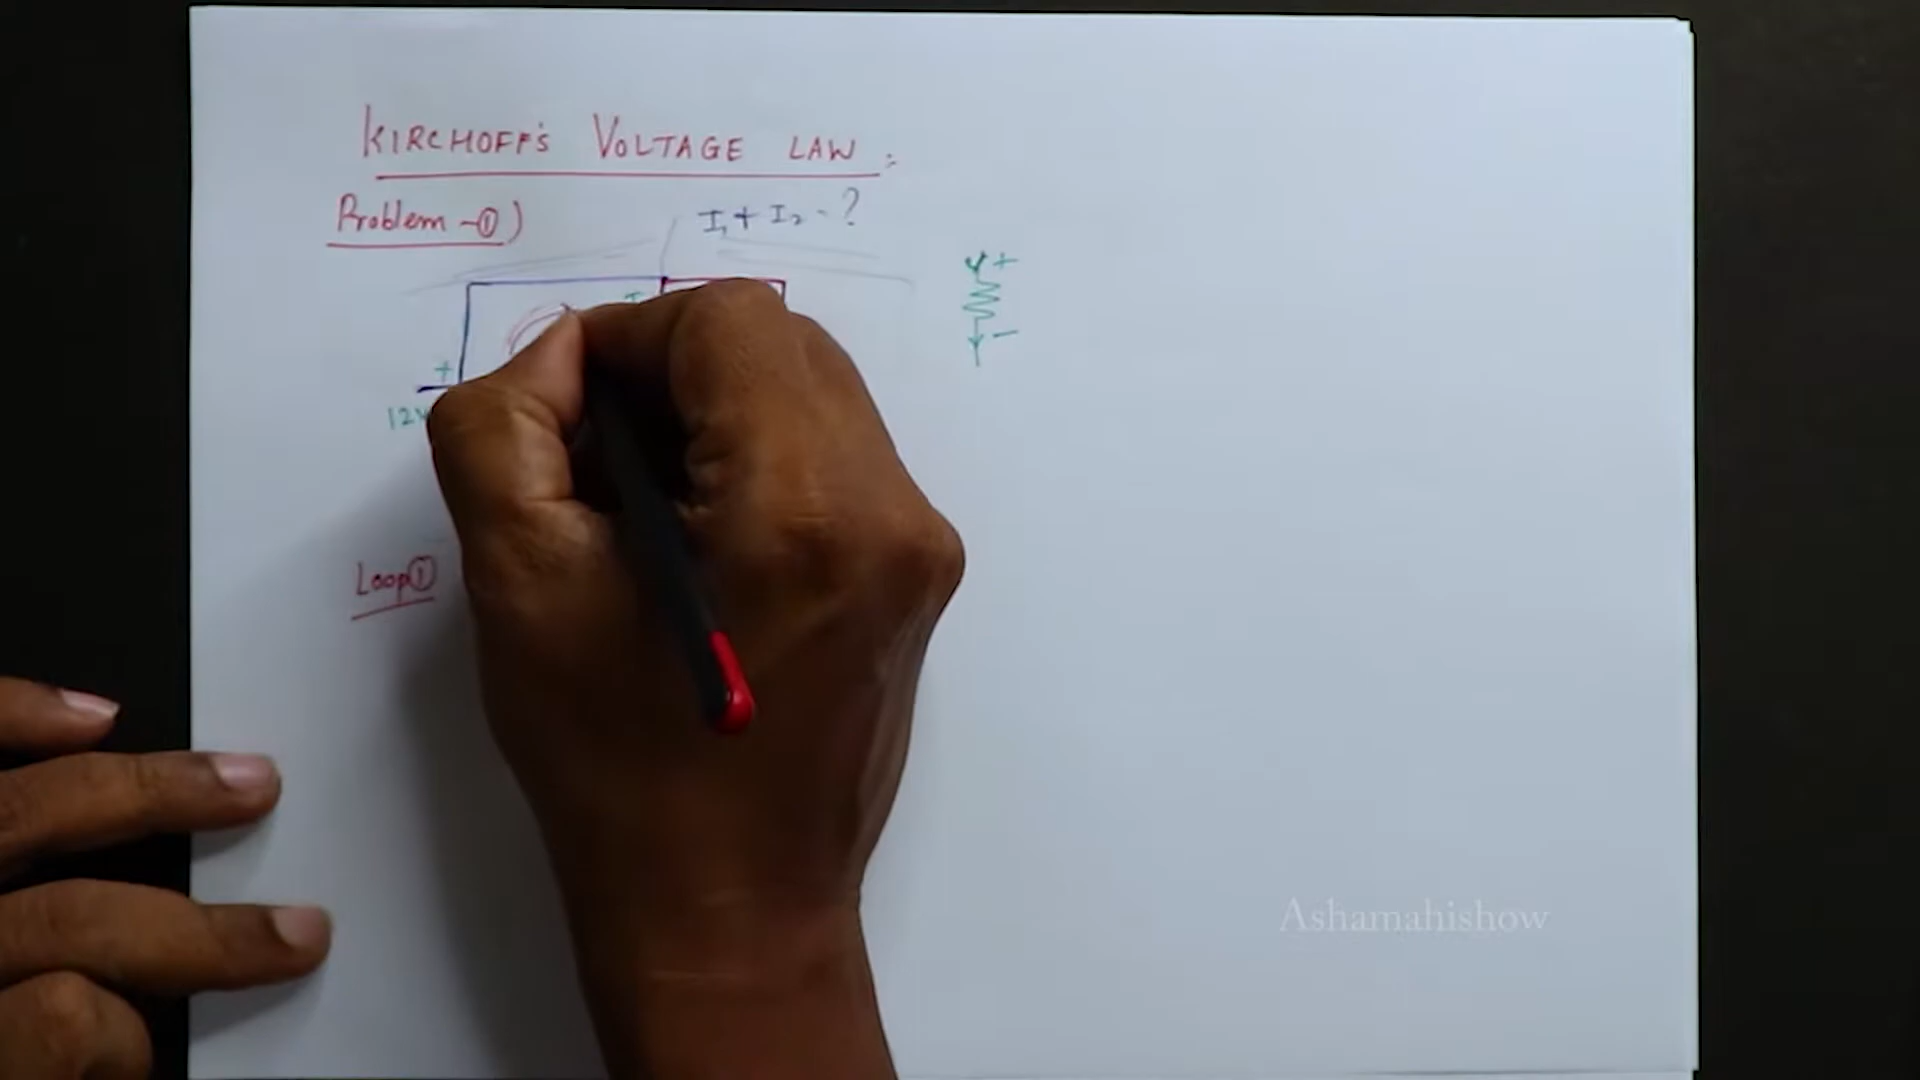 KIRCHOFF'S VOLTAGE LAW :
Problem -①)
I₁ + I₂ - ?
+
+
-
12V
Loop①
Ashamahishow